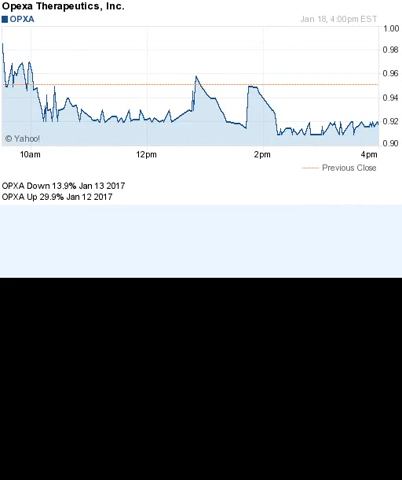 Opexa Therapeutics, Inc.
OPXA Jan 18, 4:00pm EST
1.00
0.98
0.96
0.94
0.92
0.90
© Yahoo!
10am 12pm 2pm 4pm
Previous Close
OPXA Down 13.9% Jan 13 2017
OPXA Up 29.9% Jan 12 2017